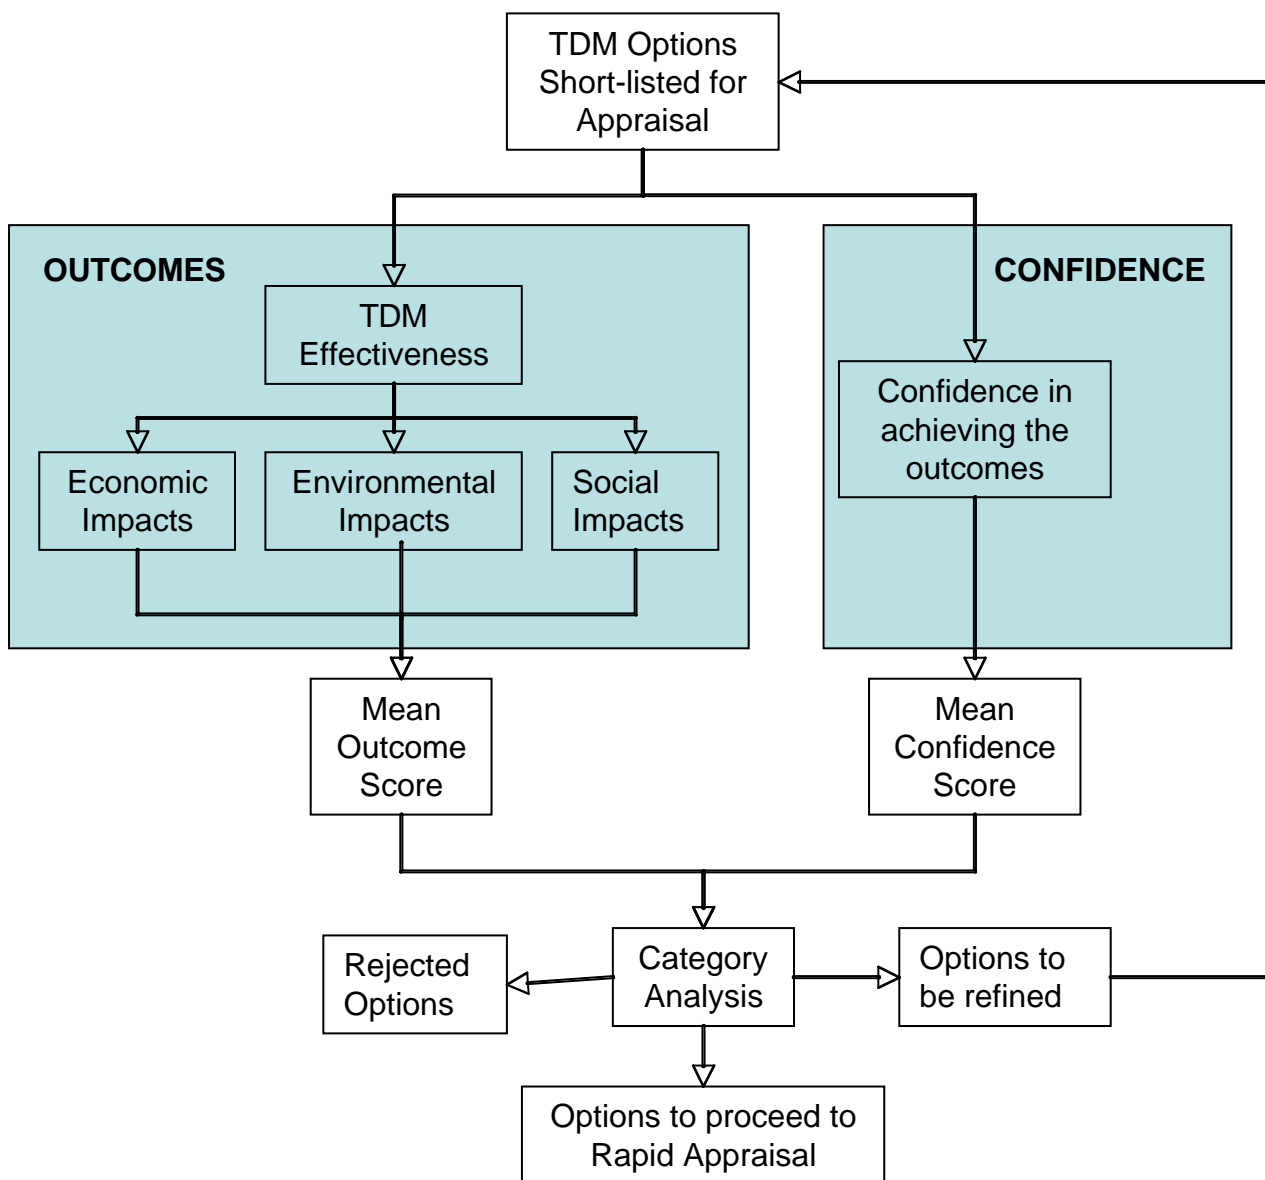 TDM Options
Short-listed for
Appraisal
OUTCOMES
CONFIDENCE
TDM
Effectiveness
Confidence in
achieving the
outcomes
Economic
Impacts
Environmental
Impacts
Social
Impacts
Mean
Outcome
Score
Mean
Confidence
Score
Rejected
Options
Category
Analysis
Options to
be refined
Options to proceed to
Rapid Appraisal